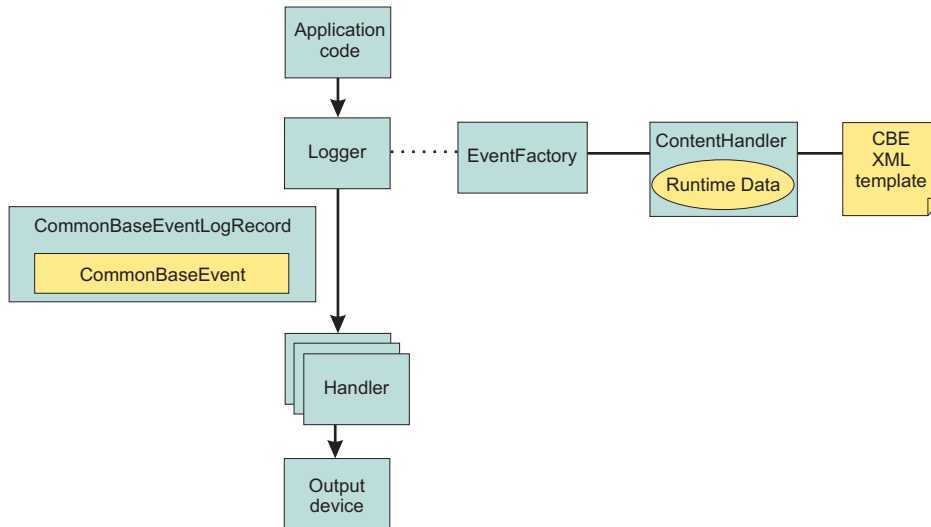 Application
code
Logger
EventFactory
ContentHandler
Runtime Data
CBE
XML
template
CommonBaseEventLogRecord
CommonBaseEvent
Handler
Output
device